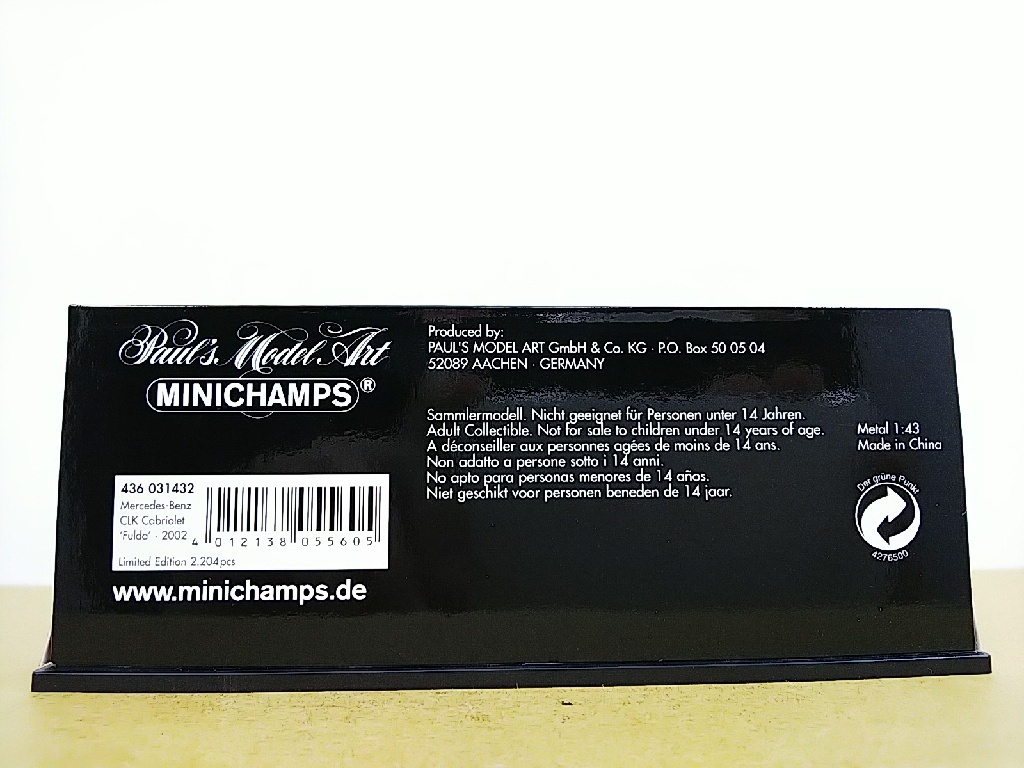 Paul's Model Art
MINICHAMPS®
Produced by:
PAUL'S MODEL ART GmbH & Co. KG · P.O. Box 50 05 04
52089 AACHEN · GERMANY
Sammlermodell. Nicht geeignet für Personen unter 14 Jahren.
Adult Collectible. Not for sale to children under 14 years of age.
A déconseiller aux personnes agées de moins de 14 ans.
Non adatto a persone sotto i 14 anni.
No apto para personas menores de 14 años.
Niet geschikt voor personen beneden de 14 jaar.
Metal 1:43
Made in China
Der grüne Punkt
4276500
436 031432
Mercedes-Benz
CLK Cabriolet
'Fulda' · 2002
4 012138 055605
Limited Edition 2.204pcs
www.minichamps.de